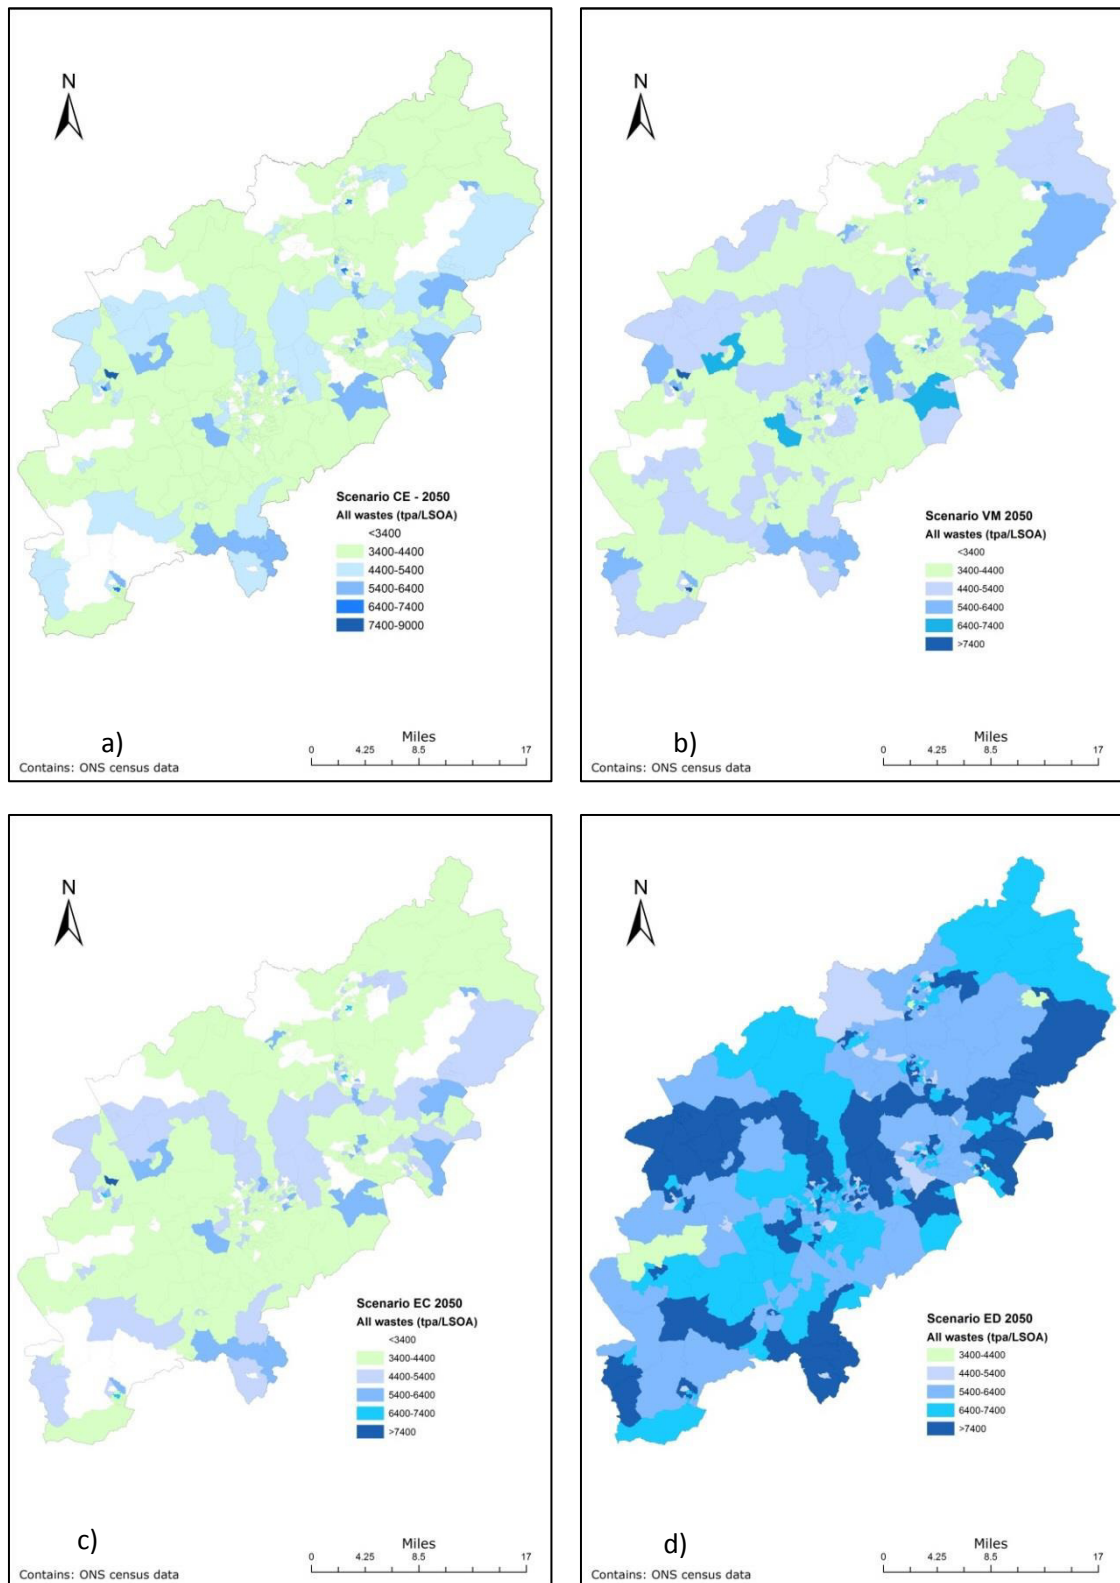 N
Scenario CE - 2050
All wastes (tpa/LSOA)
<3400
3400-4400
4400-5400
5400-6400
6400-7400
7400-9000
a)
Miles
0 4.25 8.5 17
Contains: ONS census data
N
Scenario VM 2050
All wastes (tpa/LSOA)
<3400
3400-4400
4400-5400
5400-6400
6400-7400
>7400
b)
Miles
0 4.25 8.5 17
Contains: ONS census data
N
Scenario EC 2050
All wastes (tpa/LSOA)
<3400
3400-4400
4400-5400
5400-6400
6400-7400
>7400
c)
Miles
0 4.25 8.5 17
Contains: ONS census data
N
Scenario ED 2050
All wastes (tpa/LSOA)
3400-4400
4400-5400
5400-6400
6400-7400
>7400
d)
Miles
0 4.25 8.5 17
Contains: ONS census data